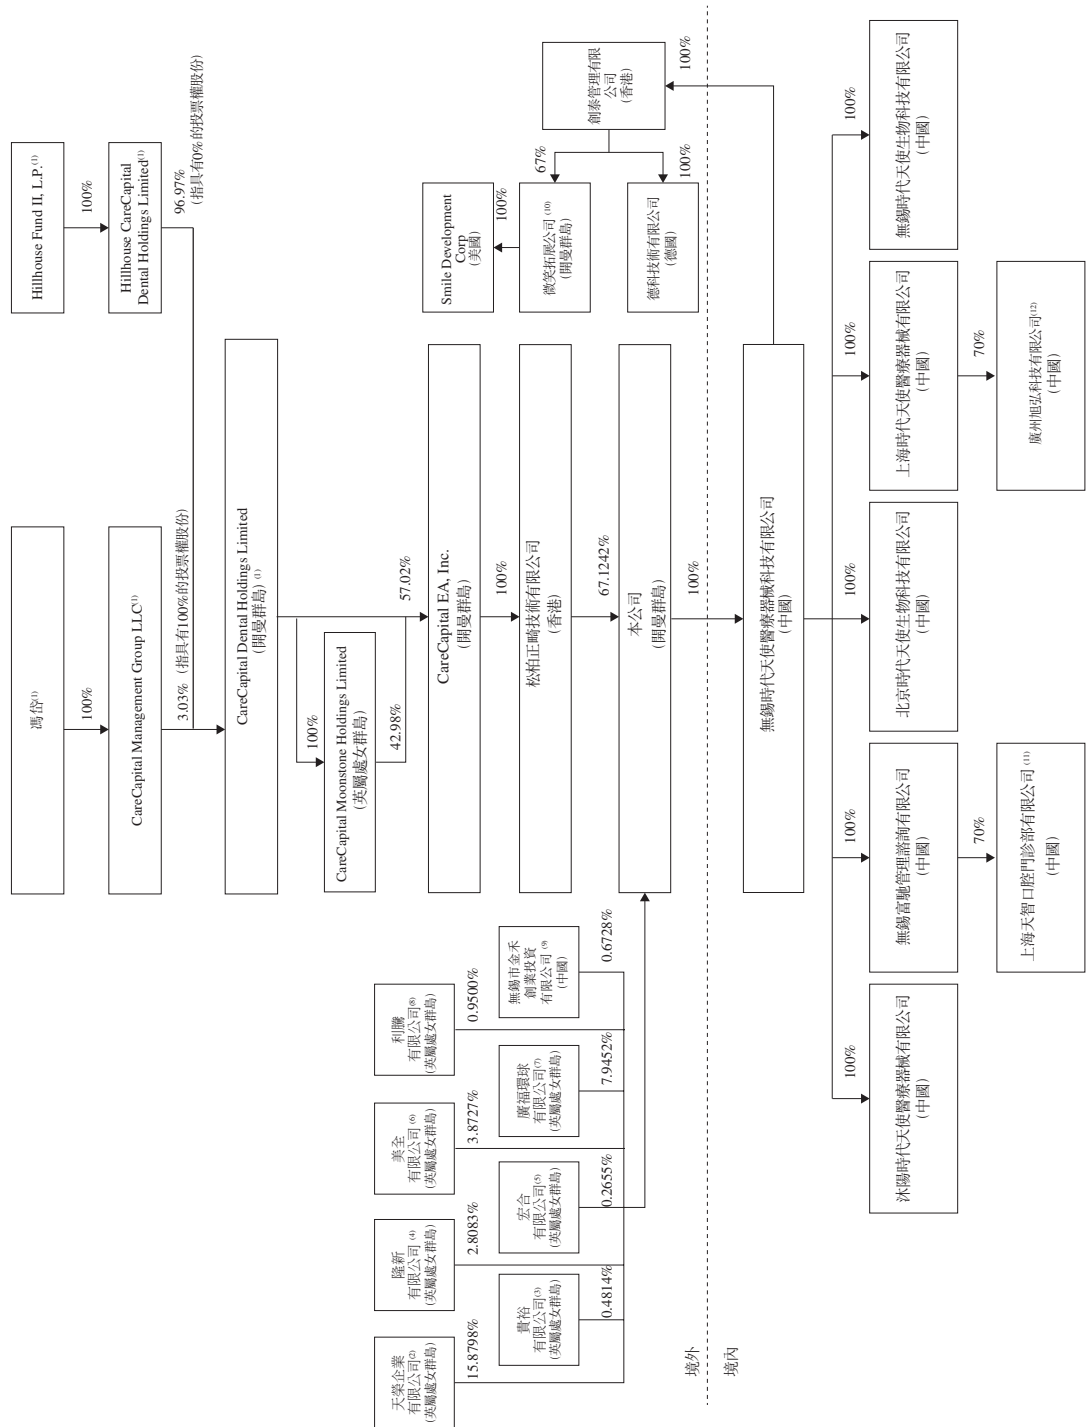 馮岱(1)
100%
CareCapital Management Group LLC(1)
3.03%（指具有100%的投票權股份）
Hillhouse Fund II, L.P.(1)
100%
Hillhouse CareCapital
Dental Holdings Limited(1)
96.97%
(指具有0%的投票權股份)
CareCapital Dental Holdings Limited
(開曼群島) (1)
100%
CareCapital Moonstone Holdings Limited
(英屬處女群島)
42.98%
57.02%
CareCapital EA, Inc.
(開曼群島)
100%
松柏正畸技術有限公司
(香港)
67.1242%
天榮企業
有限公司(2)
(英屬處女群島)
15.8798%
隆新
有限公司(4)
(英屬處女群島)
2.8083%
美全
有限公司(6)
(英屬處女群島)
3.8727%
利騰
有限公司(8)
(英屬處女群島)
0.9500%
貴裕
有限公司(3)
(英屬處女群島)
0.4814%
宏合
有限公司(5)
(英屬處女群島)
0.2655%
廣福環球
有限公司(7)
(英屬處女群島)
7.9452%
無錫市金禾
創業投資
有限公司(9)
(中國)
0.6728%
本公司
(開曼群島)
100%
Smile Development
Corp
(美國)
100%
微笑拓展公司(10)
(開曼群島)
67%
德科技術有限公司
(德國)
100%
創泰管理有限
公司
(香港)
100%
境外
境內
無錫時代天使醫療器械科技有限公司
(中國)
100%
沭陽時代天使醫療器械有限公司
(中國)
100%
無錫富馳管理諮詢有限公司
(中國)
70%
上海天智口腔門診部有限公司(11)
(中國)
100%
北京時代天使生物科技有限公司
(中國)
100%
上海時代天使醫療器械有限公司
(中國)
70%
廣州旭弘科技有限公司(12)
(中國)
100%
無錫時代天使生物科技有限公司
(中國)